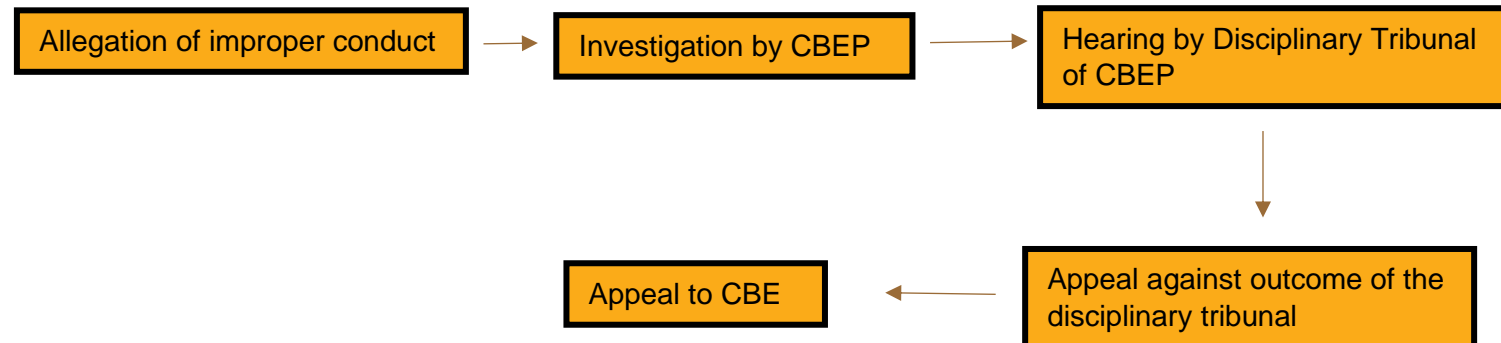 Allegation of improper conduct
Investigation by CBEP
Hearing by Disciplinary Tribunal
of CBEP
Appeal against outcome of the
disciplinary tribunal
Appeal to CBE